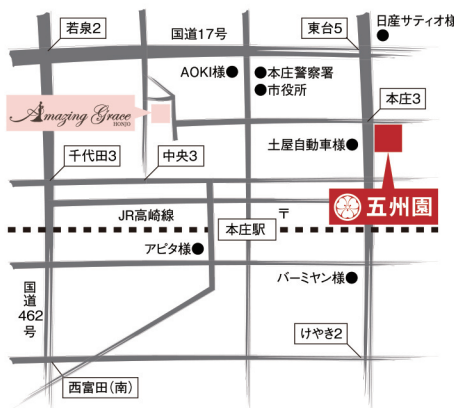 若泉2
国道17号
東台5
日産サティオ様
AOKI様
本庄警察署
市役所
本庄3
Amazing Grace
HONJO
土屋自動車様
千代田3
中央3
五州園
JR高崎線
〒
本庄駅
アピタ様
バーミヤン様
国道462号
けやき2
西富田(南)